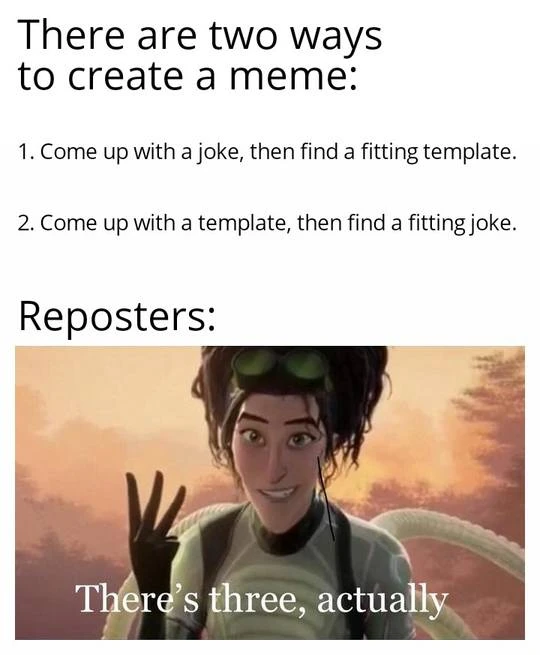 There are two ways
to create a meme:
1. Come up with a joke, then find a fitting template.
2. Come up with a template, then find a fitting joke.
Reposters:
There's three, actually